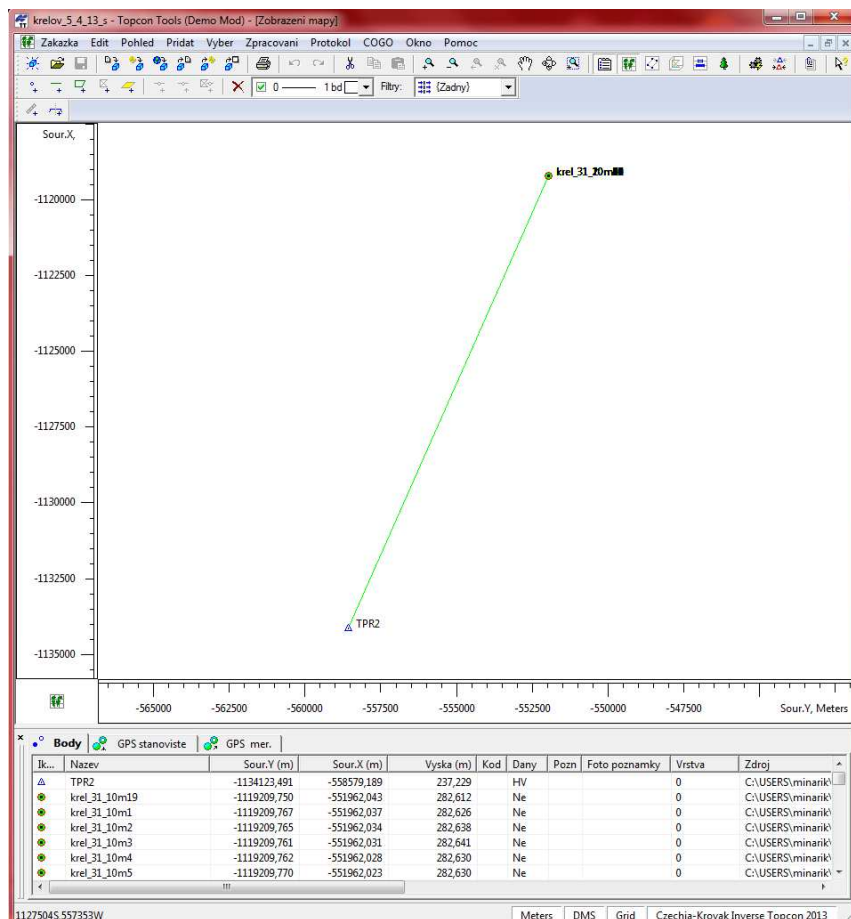 krelov_5_4_13_s - Topcon Tools (Demo Mod) - [Zobrazeni mapy]
Zakazka Edit Pohled Pridat Vyber Zpracovani Protokol COGO Okno Pomoc
0 1 bd Filtry: {Zadny}
Sour.X,
-1120000
-1122500
-1125000
-1127500
-1130000
-1132500
-1135000
TPR2
-565000 -562500 -560000 -557500 -555000 -552500 -550000 -547500 Sour.Y, Meters
Body GPS stanoviste GPS mer.
Ik... Nazev Sour.Y (m) Sour.X (m) Vyska (m) Kod Dany Pozn Foto poznamky Vrstva Zdroj
TPR2 -1134123,491 -558579,189 237,229 HV 0 C:\USERS\minarik\
krel_31_10m19 -1119209,750 -551962,043 282,612 Ne 0 C:\USERS\minarik\
krel_31_10m1 -1119209,767 -551962,037 282,626 Ne 0 C:\USERS\minarik\
krel_31_10m2 -1119209,765 -551962,034 282,638 Ne 0 C:\USERS\minarik\
krel_31_10m3 -1119209,761 -551962,031 282,641 Ne 0 C:\USERS\minarik\
krel_31_10m4 -1119209,762 -551962,028 282,630 Ne 0 C:\USERS\minarik\
krel_31_10m5 -1119209,770 -551962,023 282,630 Ne 0 C:\USERS\minarik\
1127504S 557353W Meters DMS Grid Czechia-Krovak Inverse Topcon 2013